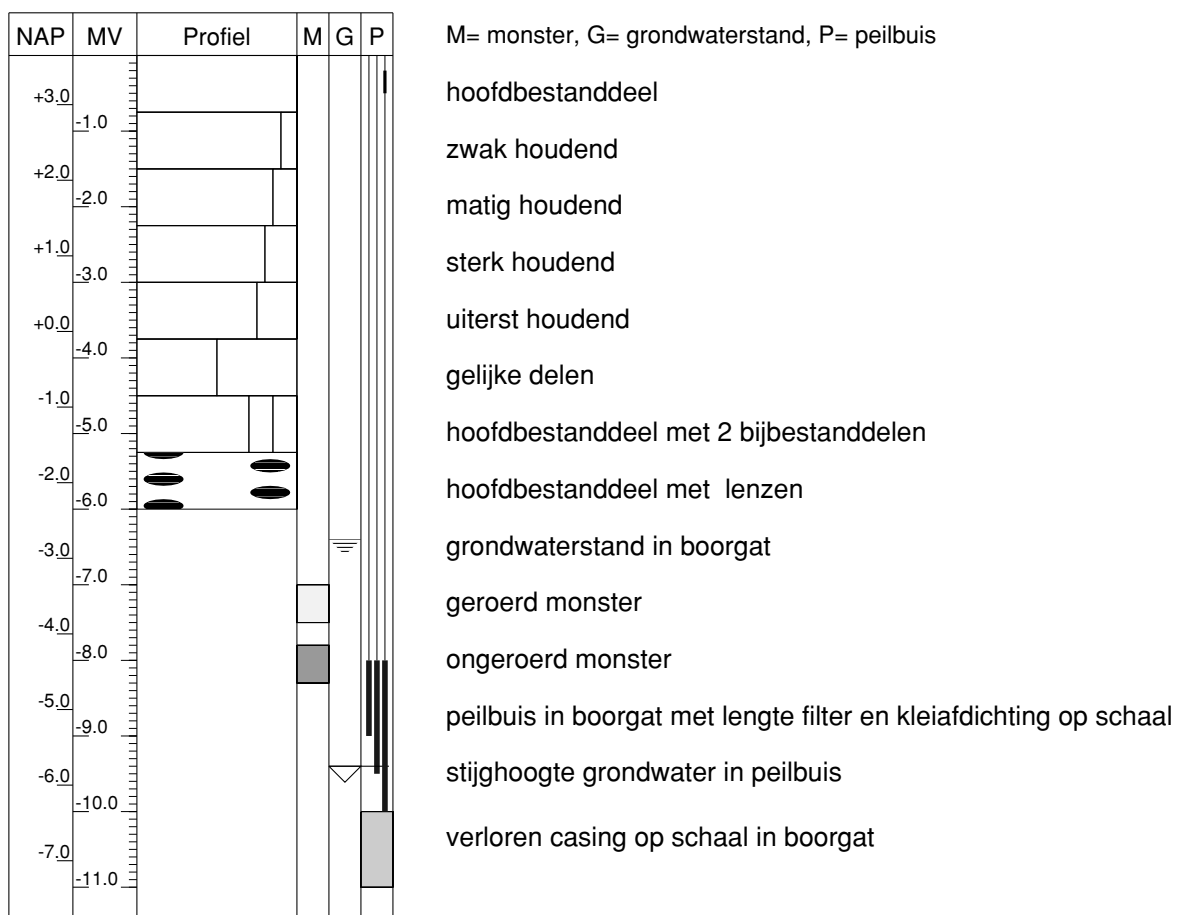 NAP MV Profiel M G P M= monster, G= grondwaterstand, P= peilbuis
hoofdbestanddeel
+3.0
-1.0
zwak houdend
+2.0
-2.0
matig houdend
+1.0
sterk houdend
-3.0
+0.0
uiterst houdend
-4.0
gelijke delen
-1.0
-5.0
hoofdbestanddeel met 2 bijbestanddelen
-2.0
hoofdbestanddeel met lenzen
-6.0
-3.0
grondwaterstand in boorgat
-7.0
geroerd monster
-4.0
-8.0
ongeroerd monster
-5.0
peilbuis in boorgat met lengte filter en kleiafdichting op schaal
-9.0
-6.0
stijghoogte grondwater in peilbuis
-10.0
verloren casing op schaal in boorgat
-7.0
-11.0